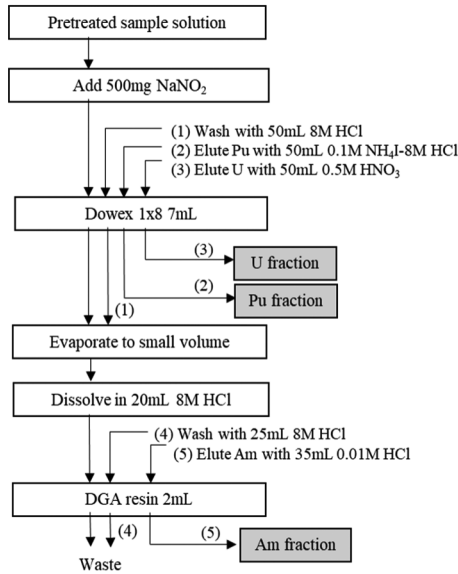 Pretreated sample solution
Add 500mg NaNO₂
(1) Wash with 50mL 8M HCl
(2) Elute Pu with 50mL 0.1M NH₄I-8M HCl
(3) Elute U with 50mL 0.5M HNO₃
Dowex 1x8 7mL
(3)
U fraction
(2)
Pu fraction
(1)
Evaporate to small volume
Dissolve in 20mL 8M HCl
(4) Wash with 25mL 8M HCl
(5) Elute Am with 35mL 0.01M HCl
DGA resin 2mL
(4)
(5)
Am fraction
Waste